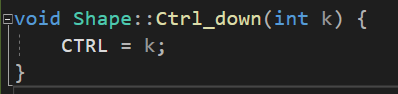 void Shape::Ctrl_down(int k) {
    CTRL = k;
}